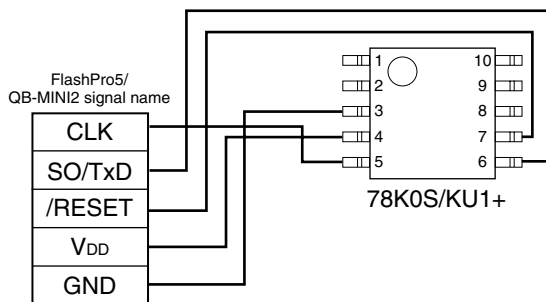 FlashPro5/
QB-MINI2 signal name
CLK
SO/TxD
/RESET
VDD
GND
1 10
2 9
3 8
4 7
5 6
78K0S/KU1+